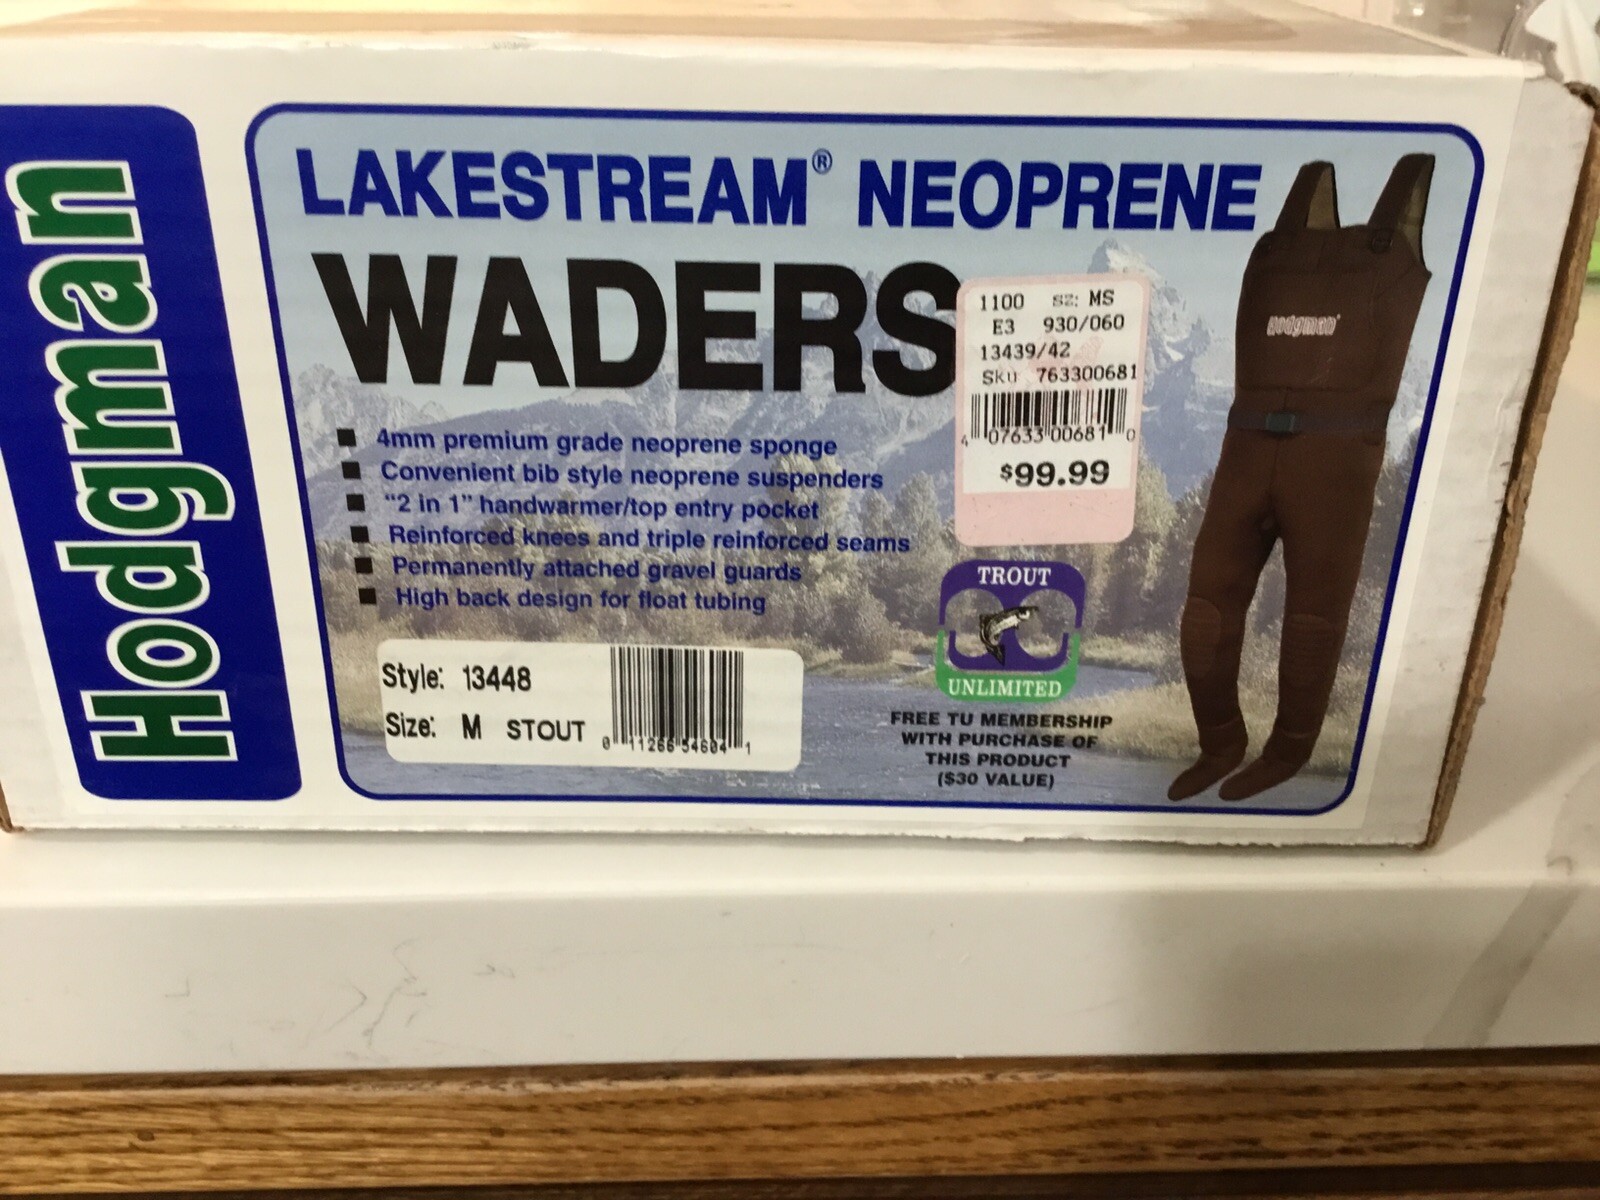 Hodgman
LAKESTREAM® NEOPRENE
WADERS
■ 4mm premium grade neoprene sponge
■ Convenient bib style neoprene suspenders
■ “2 in 1” handwarmer/top entry pocket
■ Reinforced knees and triple reinforced seams
■ Permanently attached gravel guards
■ High back design for float tubing
Style: 13448
Size: M STOUT
0 11266 54604 1
1100 SZ: MS
E3 930/060
13439/42
SKU 763300681
4 07633 00681 0
$99.99
TROUT
UNLIMITED
FREE TU MEMBERSHIP
WITH PURCHASE OF
THIS PRODUCT
($30 VALUE)
Hodgman®